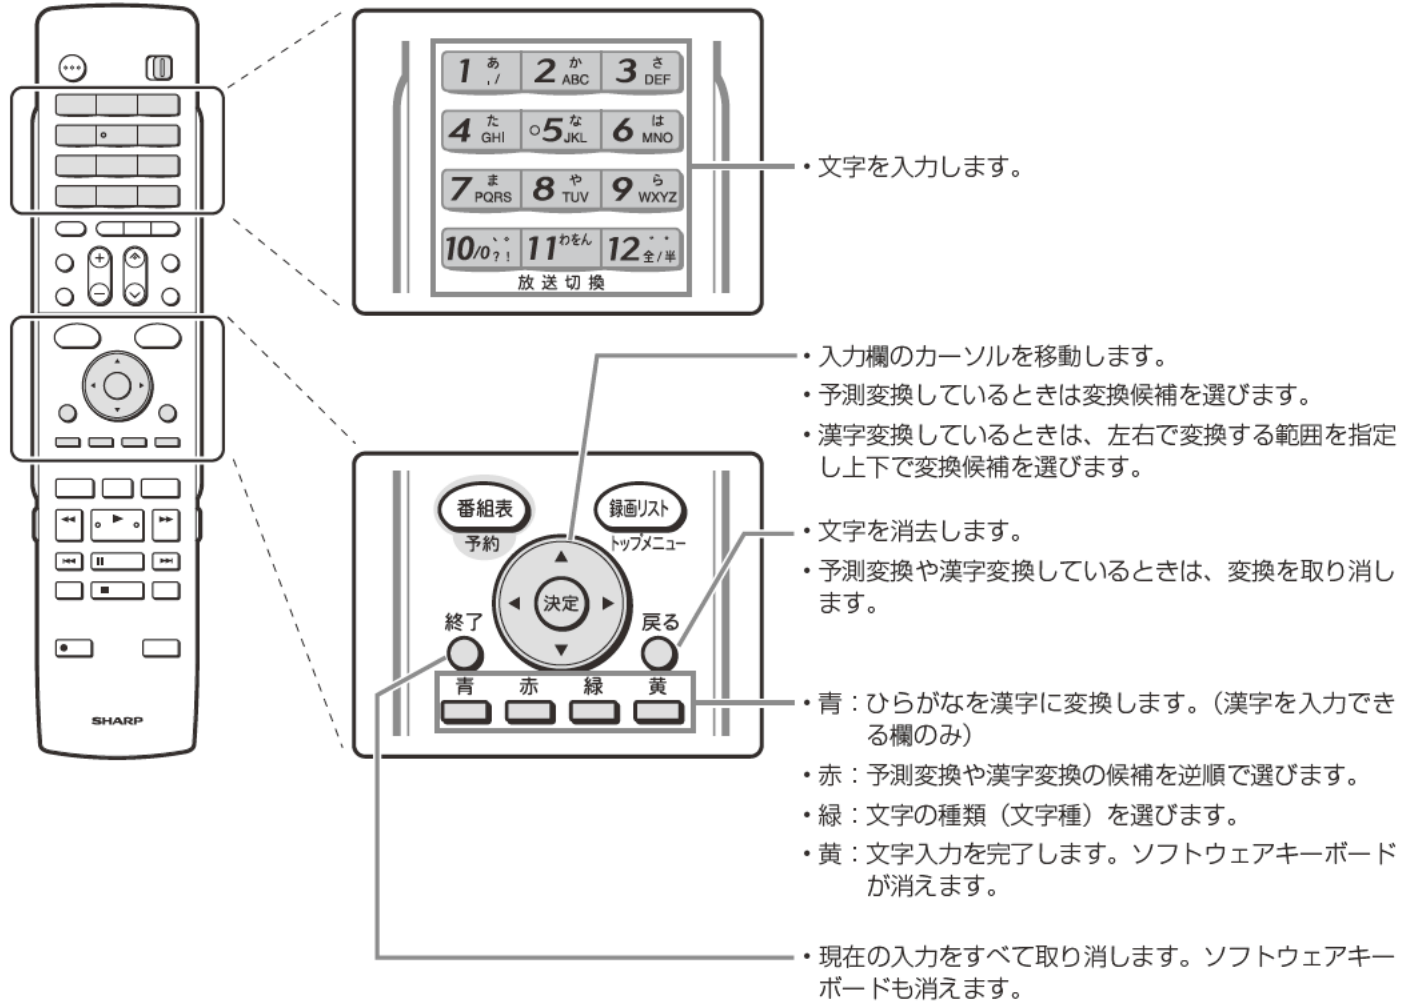 1 あ ./
2 か ABC
3 さ DEF
4 た GHI
5 な JKL
6 は MNO
7 ま PQRS
8 や TUV
9 ら WXYZ
10/0 、。?!
11 わをん
12 ゛゜全/半
放送切換
・文字を入力します。
・入力欄のカーソルを移動します。
・予測変換しているときは変換候補を選びます。
・漢字変換しているときは、左右で変換する範囲を指定
し上下で変換候補を選びます。
番組表
予約
録画リスト
トップメニュー
決定
終了
戻る
青 赤 緑 黄
・文字を消去します。
・予測変換や漢字変換しているときは、変換を取り消し
ます。
・青：ひらがなを漢字に変換します。（漢字を入力でき
る欄のみ）
・赤：予測変換や漢字変換の候補を逆順で選びます。
・緑：文字の種類（文字種）を選びます。
・黄：文字入力を完了します。ソフトウェアキーボード
が消えます。
・現在の入力をすべて取り消します。ソフトウェアキー
ボードも消えます。
SHARP